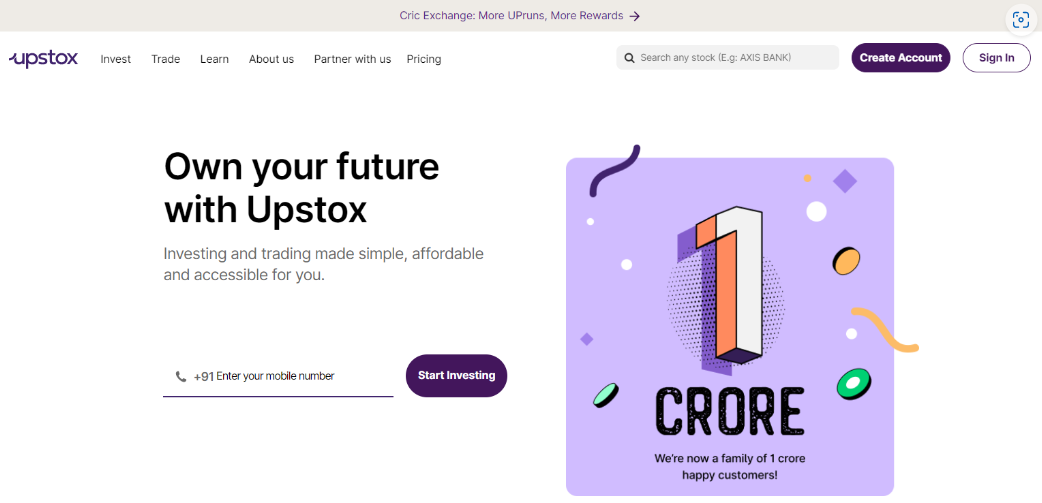 Cric Exchange: More UPruns, More Rewards →
upstox
Invest
Trade
Learn
About us
Partner with us
Pricing
Search any stock (E.g: AXIS BANK)
Create Account
Sign In
Own your future
with Upstox
Investing and trading made simple, affordable
and accessible for you.
+91 Enter your mobile number
Start Investing
1
CRORE
We're now a family of 1 crore
happy customers!